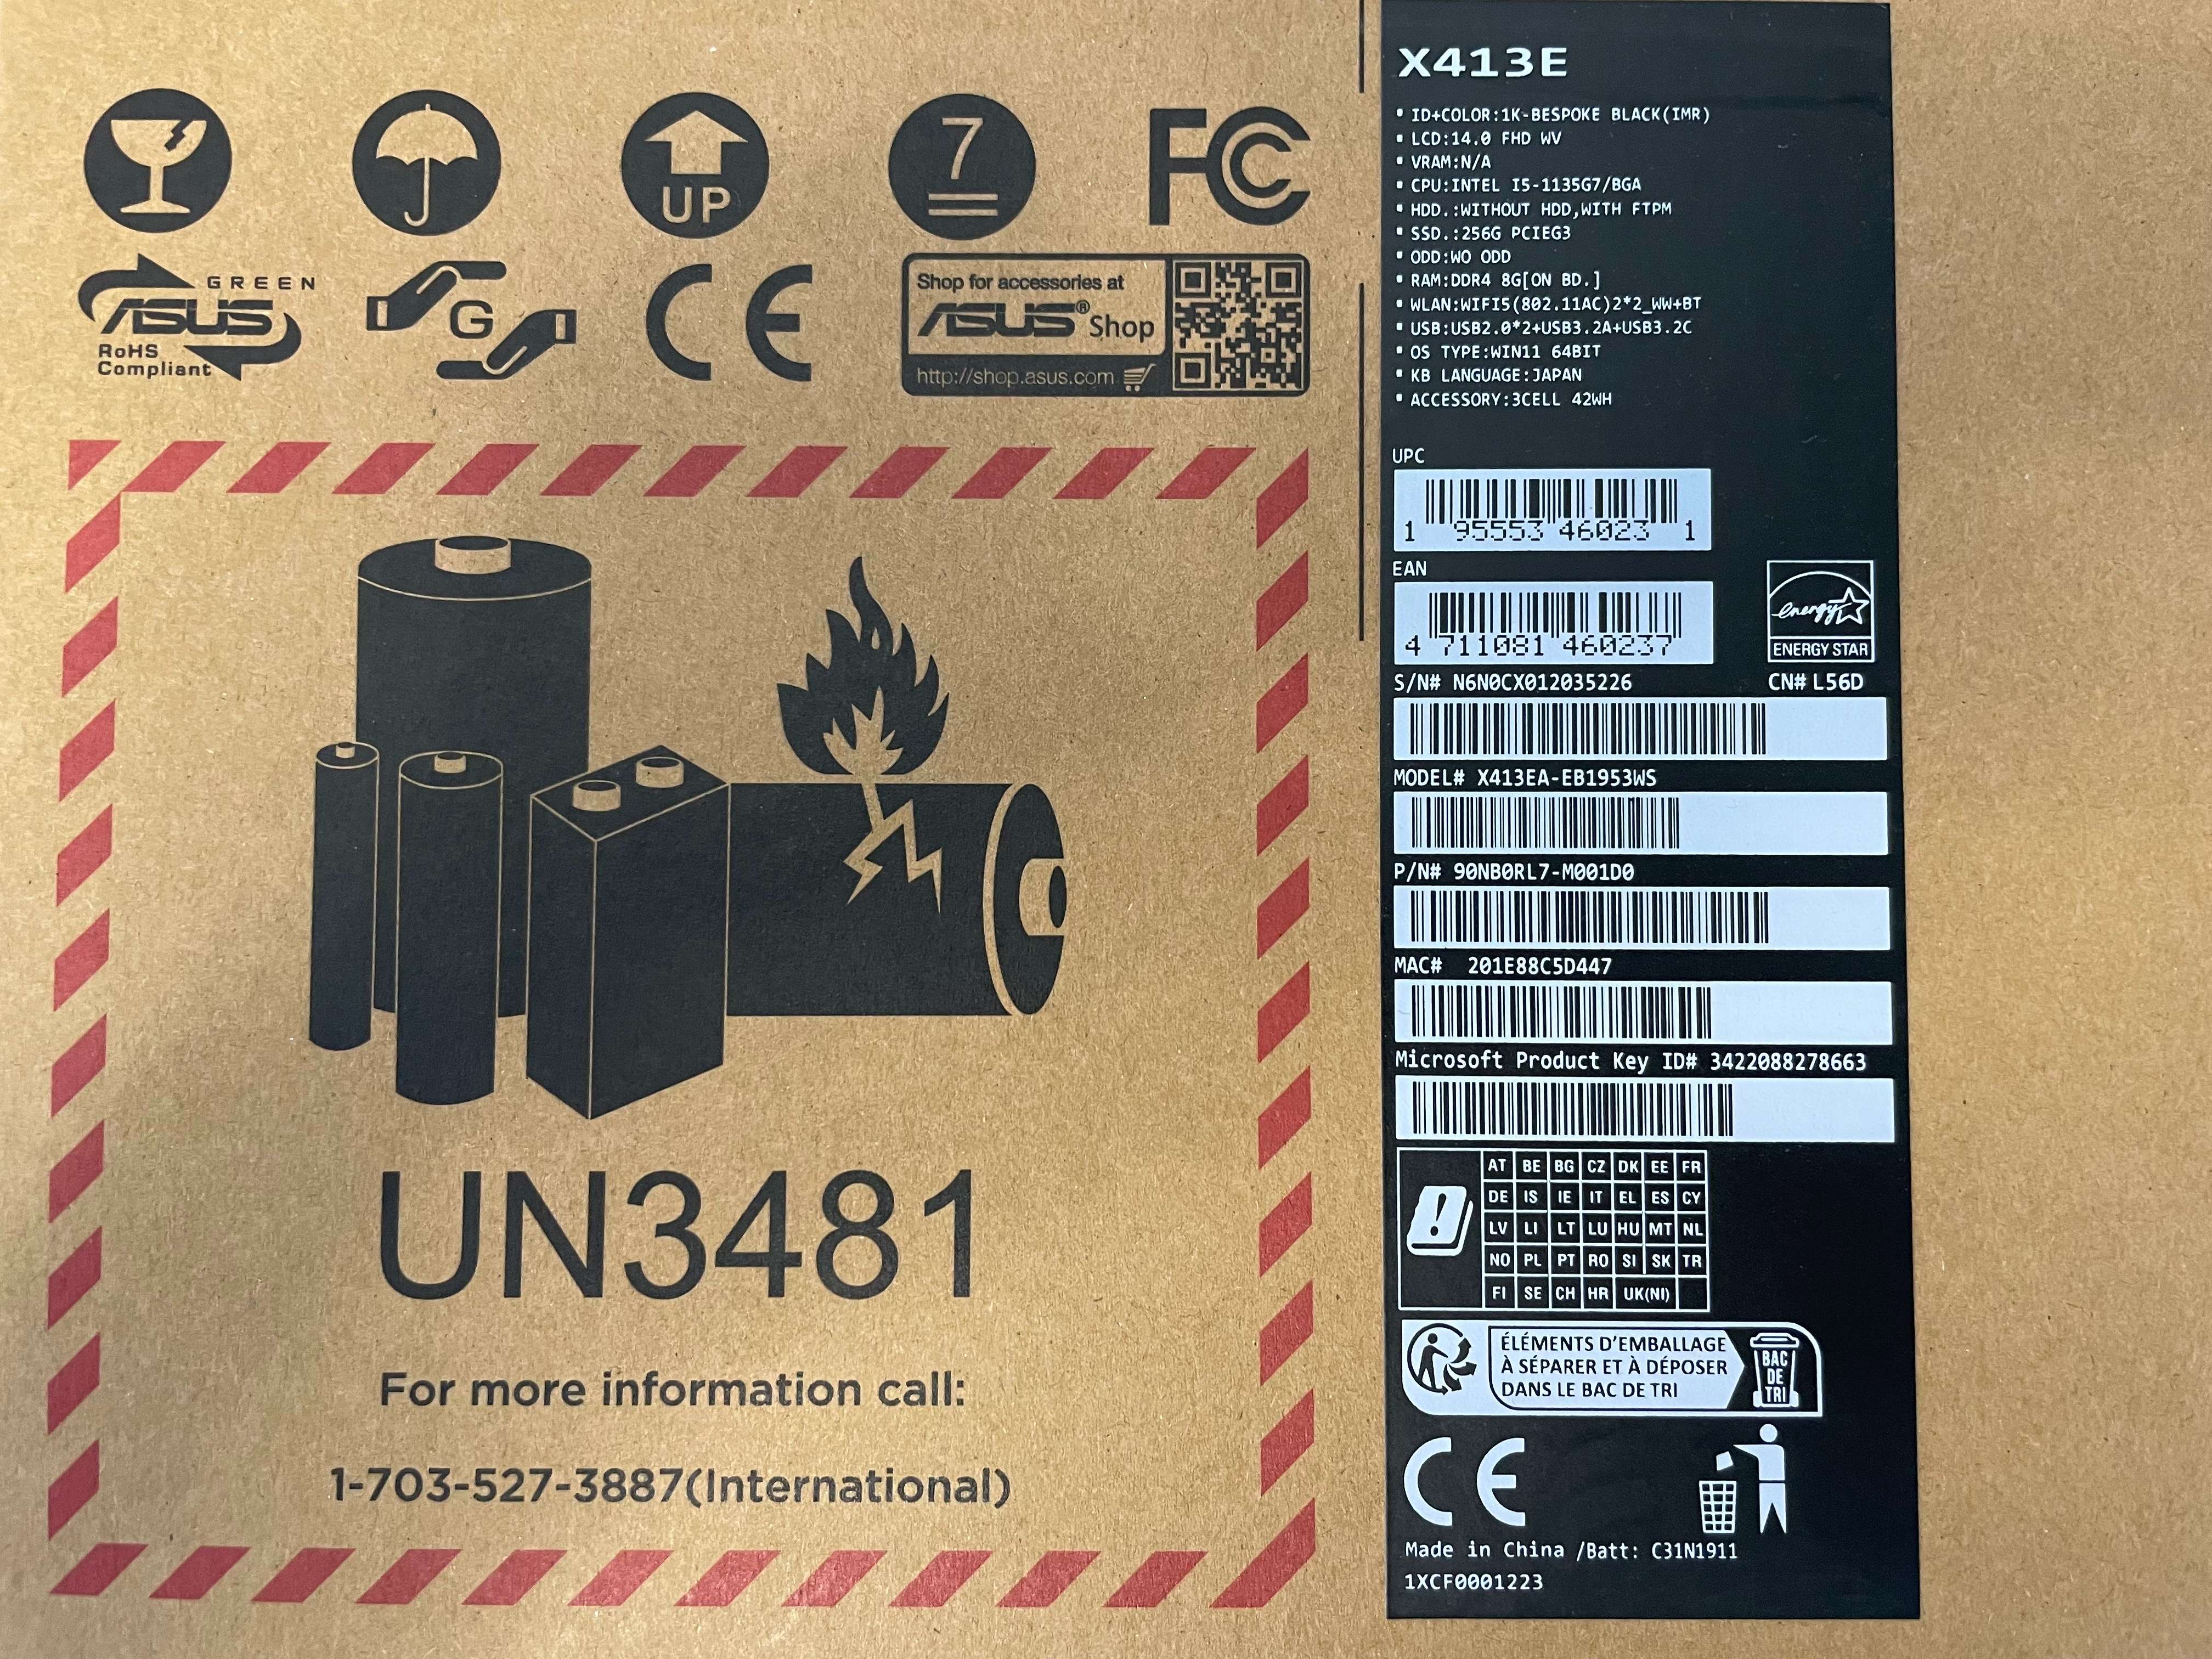 UP
7
FC
GREEN
ASUS
RoHS
Compliant
G
CE
Shop for accessories at
ASUS® Shop
http://shop.asus.com
UN3481
For more information call:
1-703-527-3887(International)
X413E
ID+COLOR:1K-BESPOKE BLACK(IMR)
LCD:14.0 FHD WV
VRAM:N/A
CPU:INTEL I5-1135G7/BGA
HDD.:WITHOUT HDD,WITH FTPM
SSD.:256G PCIEG3
ODD:WO ODD
RAM:DDR4 8G[ON BD.]
WLAN:WIFI5(802.11AC)2*2_WW+BT
USB:USB2.0*2+USB3.2A+USB3.2C
OS TYPE:WIN11 64BIT
KB LANGUAGE:JAPAN
ACCESSORY:3CELL 42WH
UPC
1 95553 46023 1
EAN
4 711081 460237
energy
ENERGY STAR
S/N# N6N0CX012035226 CN# L56D
MODEL# X413EA-EB1953WS
P/N# 90NB0RL7-M001D0
MAC# 201E88C5D447
Microsoft Product Key ID# 3422088278663
!
AT BE BG CZ DK EE FR
DE IS IE IT EL ES CY
LV LI LT LU HU MT NL
NO PL PT RO SI SK TR
FI SE CH HR UK(NI)
ÉLÉMENTS D'EMBALLAGE
À SÉPARER ET À DÉPOSER
DANS LE BAC DE TRI
BAC
DE
TRI
CE
Made in China /Batt: C31N1911
1XCF0001223